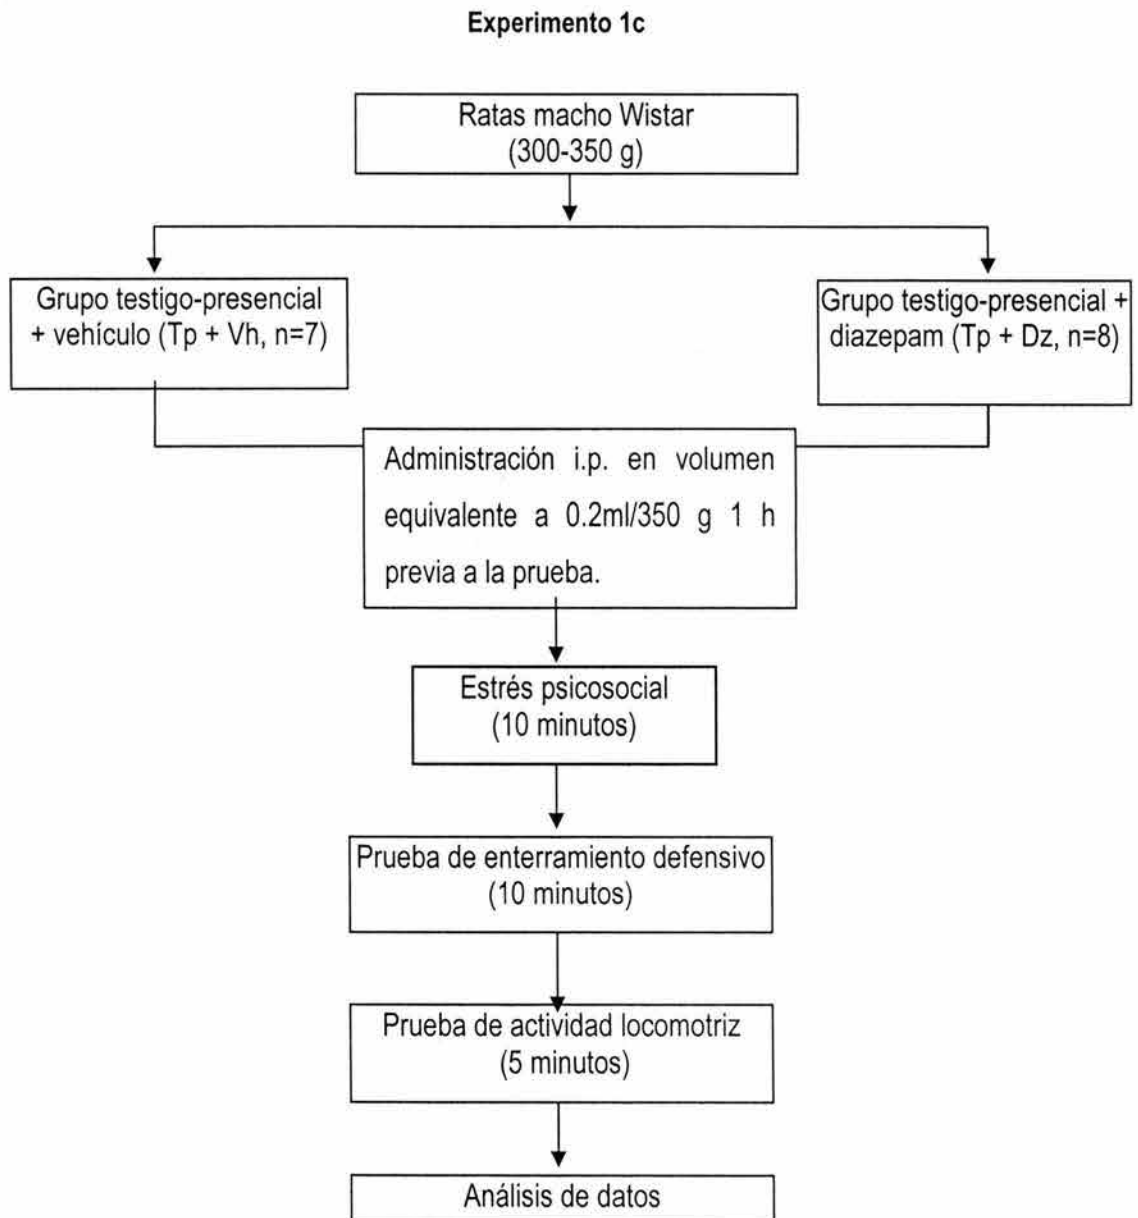 Experimento 1c
Ratas macho Wistar
(300-350 g)
Grupo testigo-presencial
+ vehículo (Tp + Vh, n=7)
Grupo testigo-presencial +
diazepam (Tp + Dz, n=8)
Administración i.p. en volumen
equivalente a 0.2ml/350 g 1 h
previa a la prueba.
Estrés psicosocial
(10 minutos)
Prueba de enterramiento defensivo
(10 minutos)
Prueba de actividad locomotriz
(5 minutos)
Análisis de datos